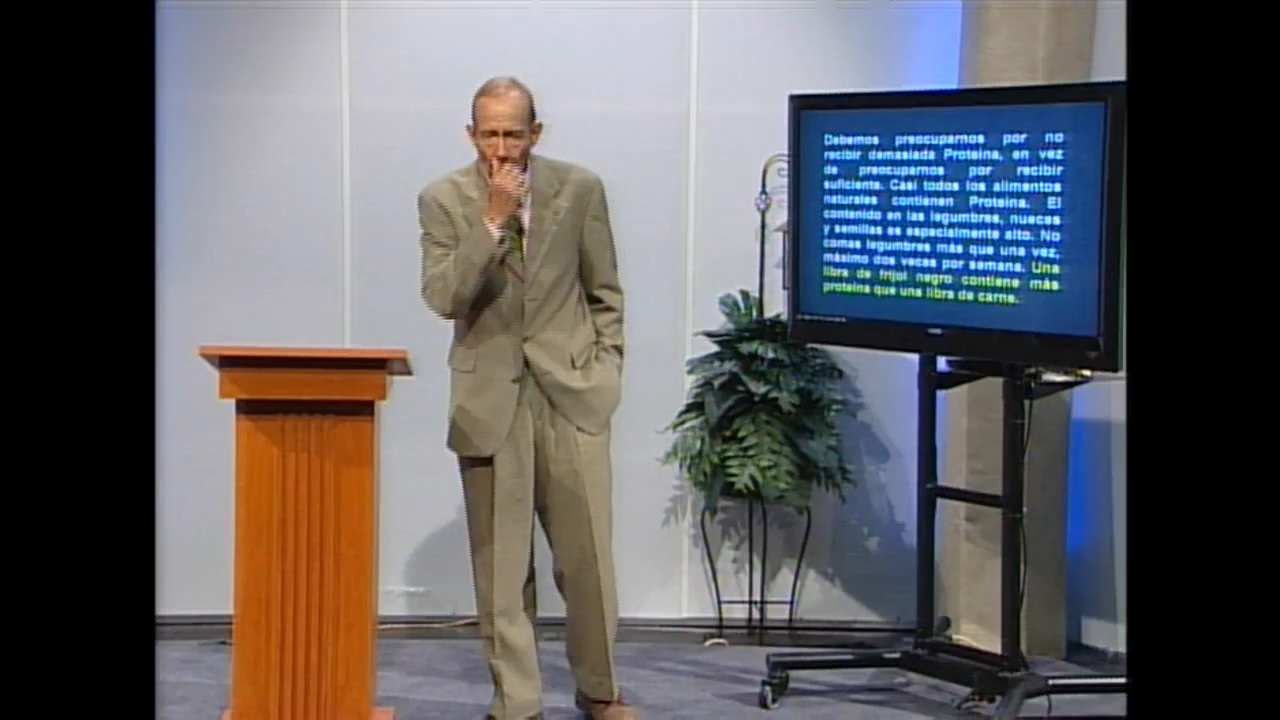 Debemos preocuparnos por no
recibir demasiada Proteína, en vez
de preocuparnos por recibir
suficiente. Casi todos los alimentos
naturales contienen Proteína. El
contenido en las legumbres, nueces
y semillas es especialmente alto. No
comas legumbres más que una vez,
máximo dos veces por semana. Una
libra de frijol negro contiene más
proteína que una libra de carne.